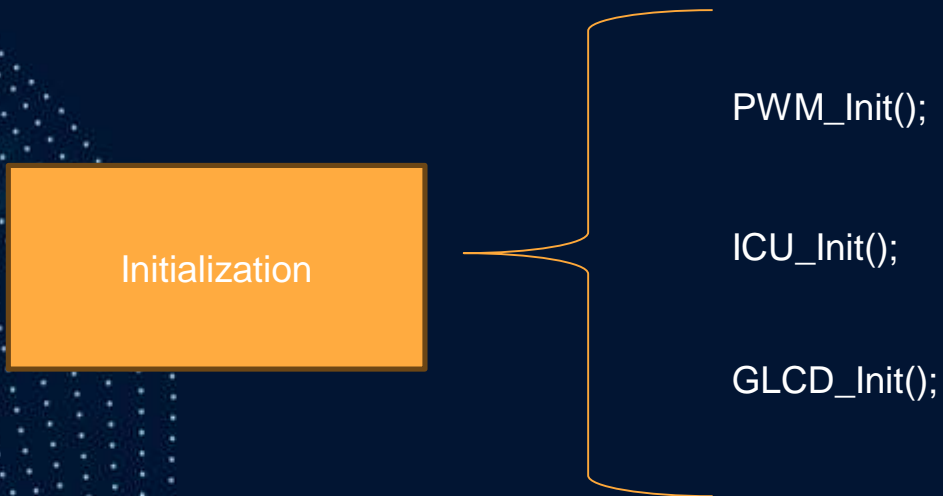 PWM_Init();
Initialization
ICU_Init();
GLCD_Init();